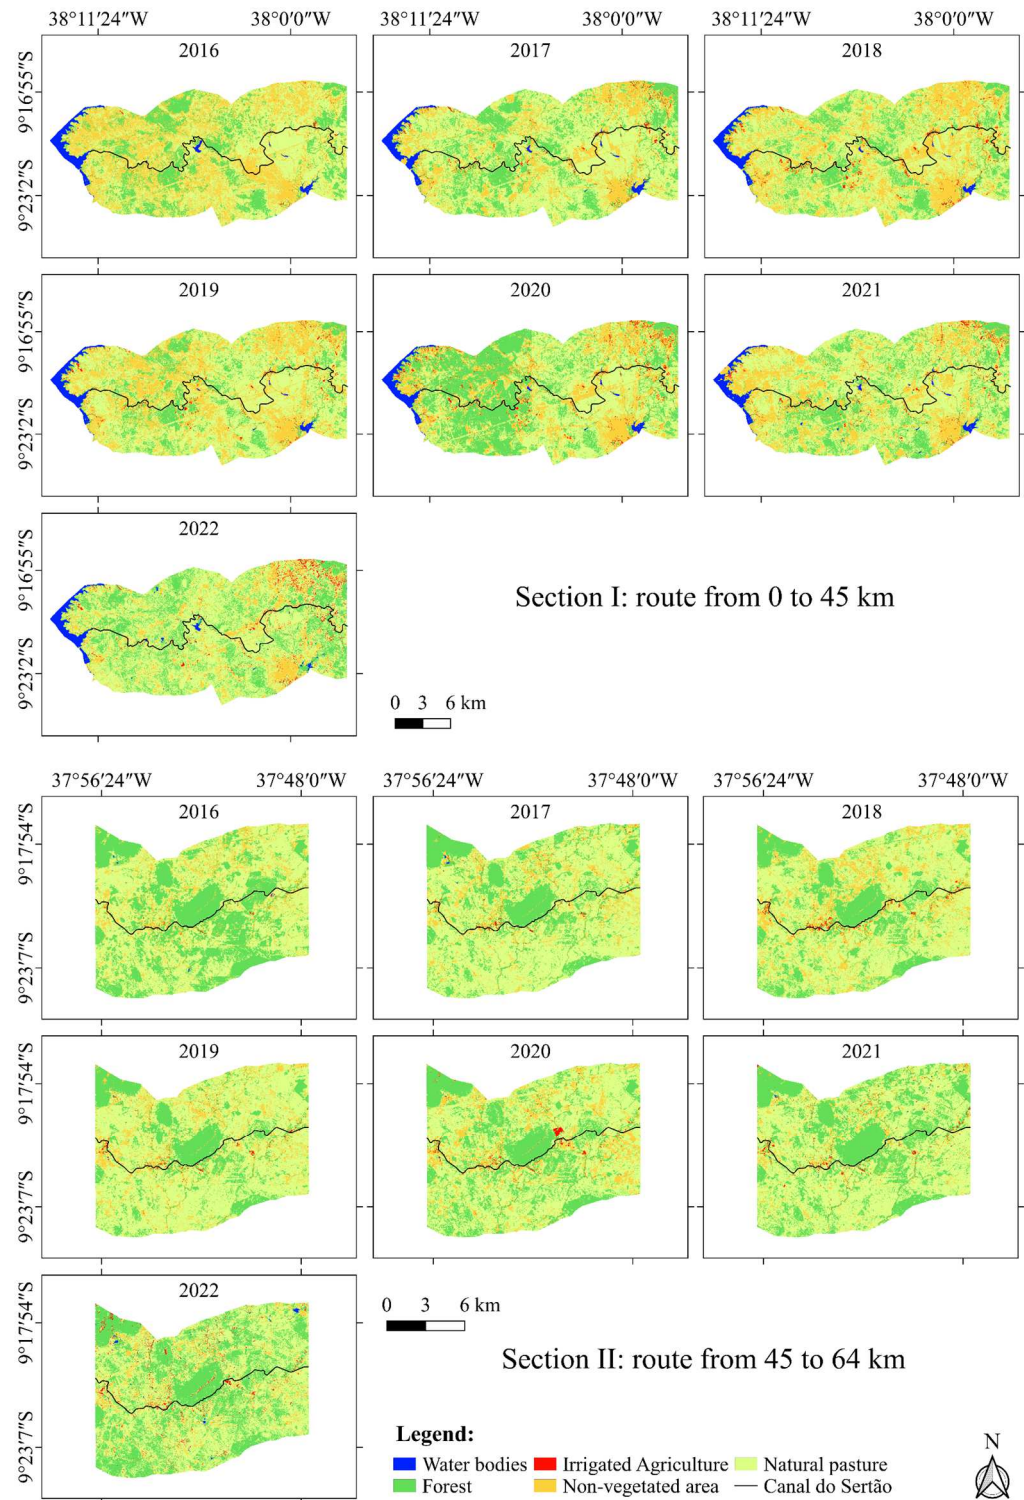 38°11′24″W 38°0′0″W 38°11′24″W 38°0′0″W 38°11′24″W 38°0′0″W
2016 2017 2018
9°16′55″S
9°23′2″S
2019 2020 2021
9°16′55″S
9°23′2″S
2022
9°16′55″S
9°23′2″S
Section I: route from 0 to 45 km
0 3 6 km
37°56′24″W 37°48′0″W 37°56′24″W 37°48′0″W 37°56′24″W 37°48′0″W
2016 2017 2018
9°17′54″S
9°23′7″S
2019 2020 2021
9°17′54″S
9°23′7″S
2022
9°17′54″S
9°23′7″S
0 3 6 km
Section II: route from 45 to 64 km
Legend:
N
Water bodies Irrigated Agriculture Natural pasture
Forest Non-vegetated area Canal do Sertão